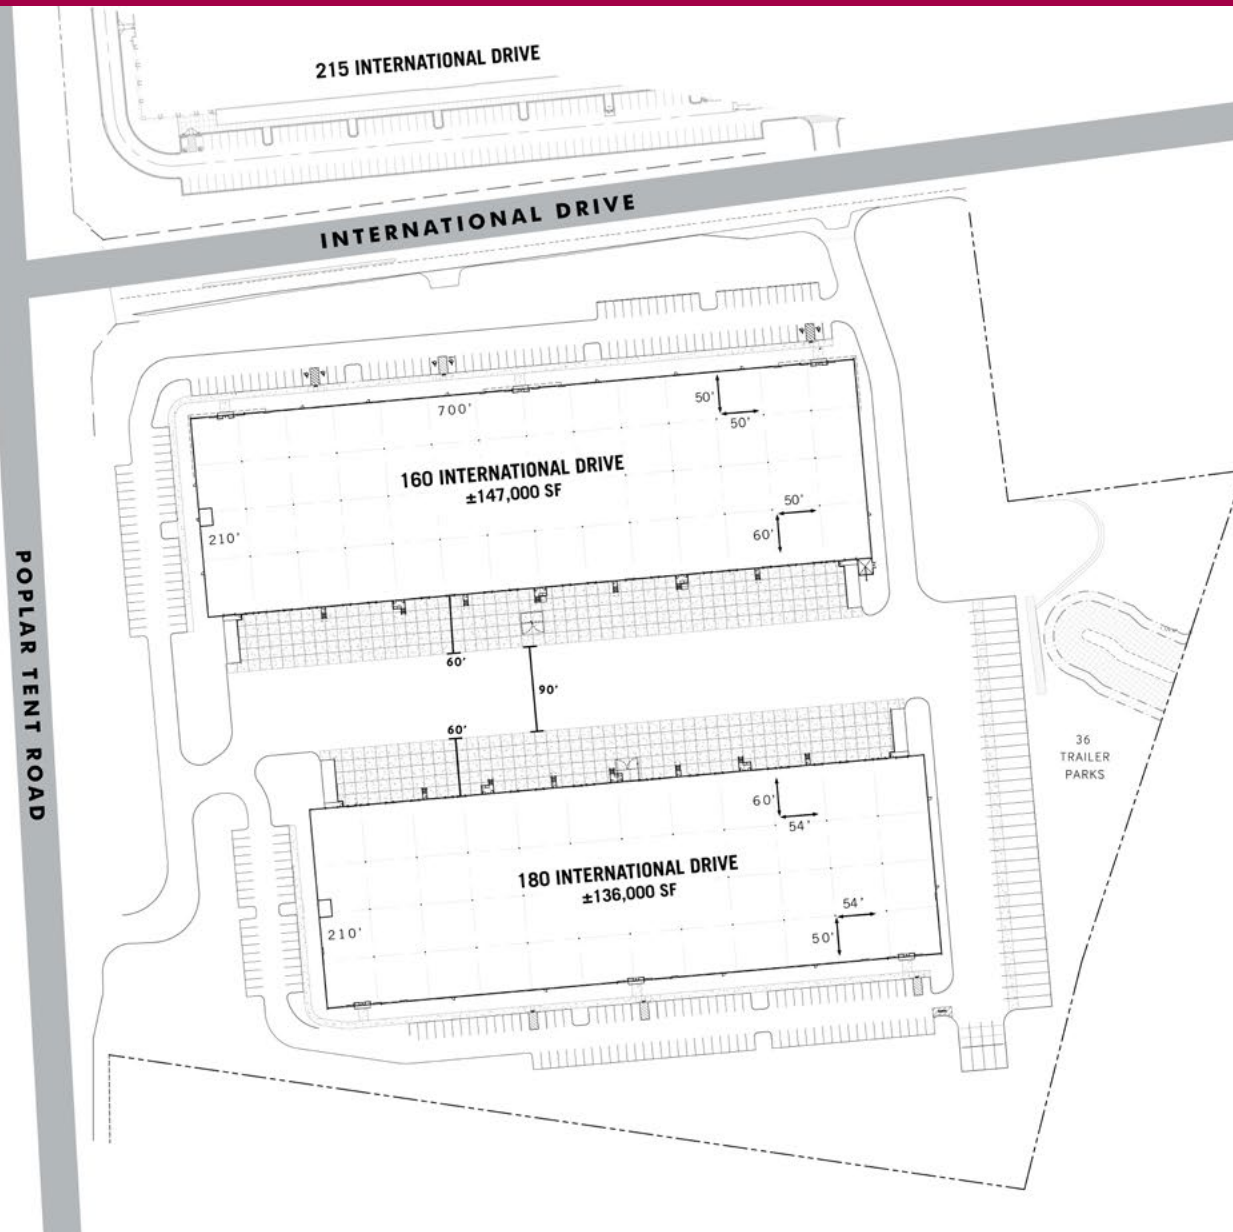 215 INTERNATIONAL DRIVE
INTERNATIONAL DRIVE
700'
50'
50'
160 INTERNATIONAL DRIVE
±147,000 SF
50'
60'
210'
POPLAR TENT ROAD
60'
90'
60'
36
TRAILER
PARKS
60'
54'
180 INTERNATIONAL DRIVE
±136,000 SF
54'
50'
210'